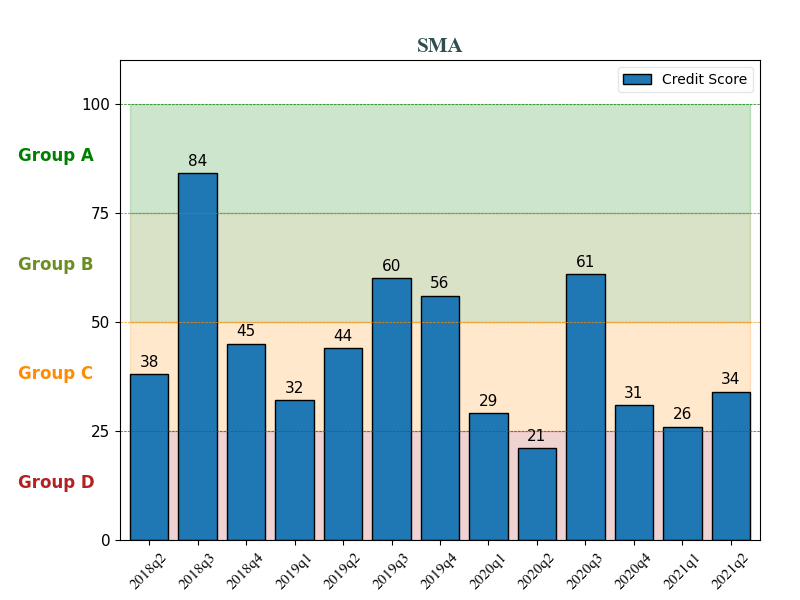 SMA
Credit Score
100
Group A
84
75
Group B
60
61
56
50
45
44
Group C
38
32
34
29
31
26
25
21
Group D
0
2018q2
2018q3
2018q4
2019q1
2019q2
2019q3
2019q4
2020q1
2020q2
2020q3
2020q4
2021q1
2021q2